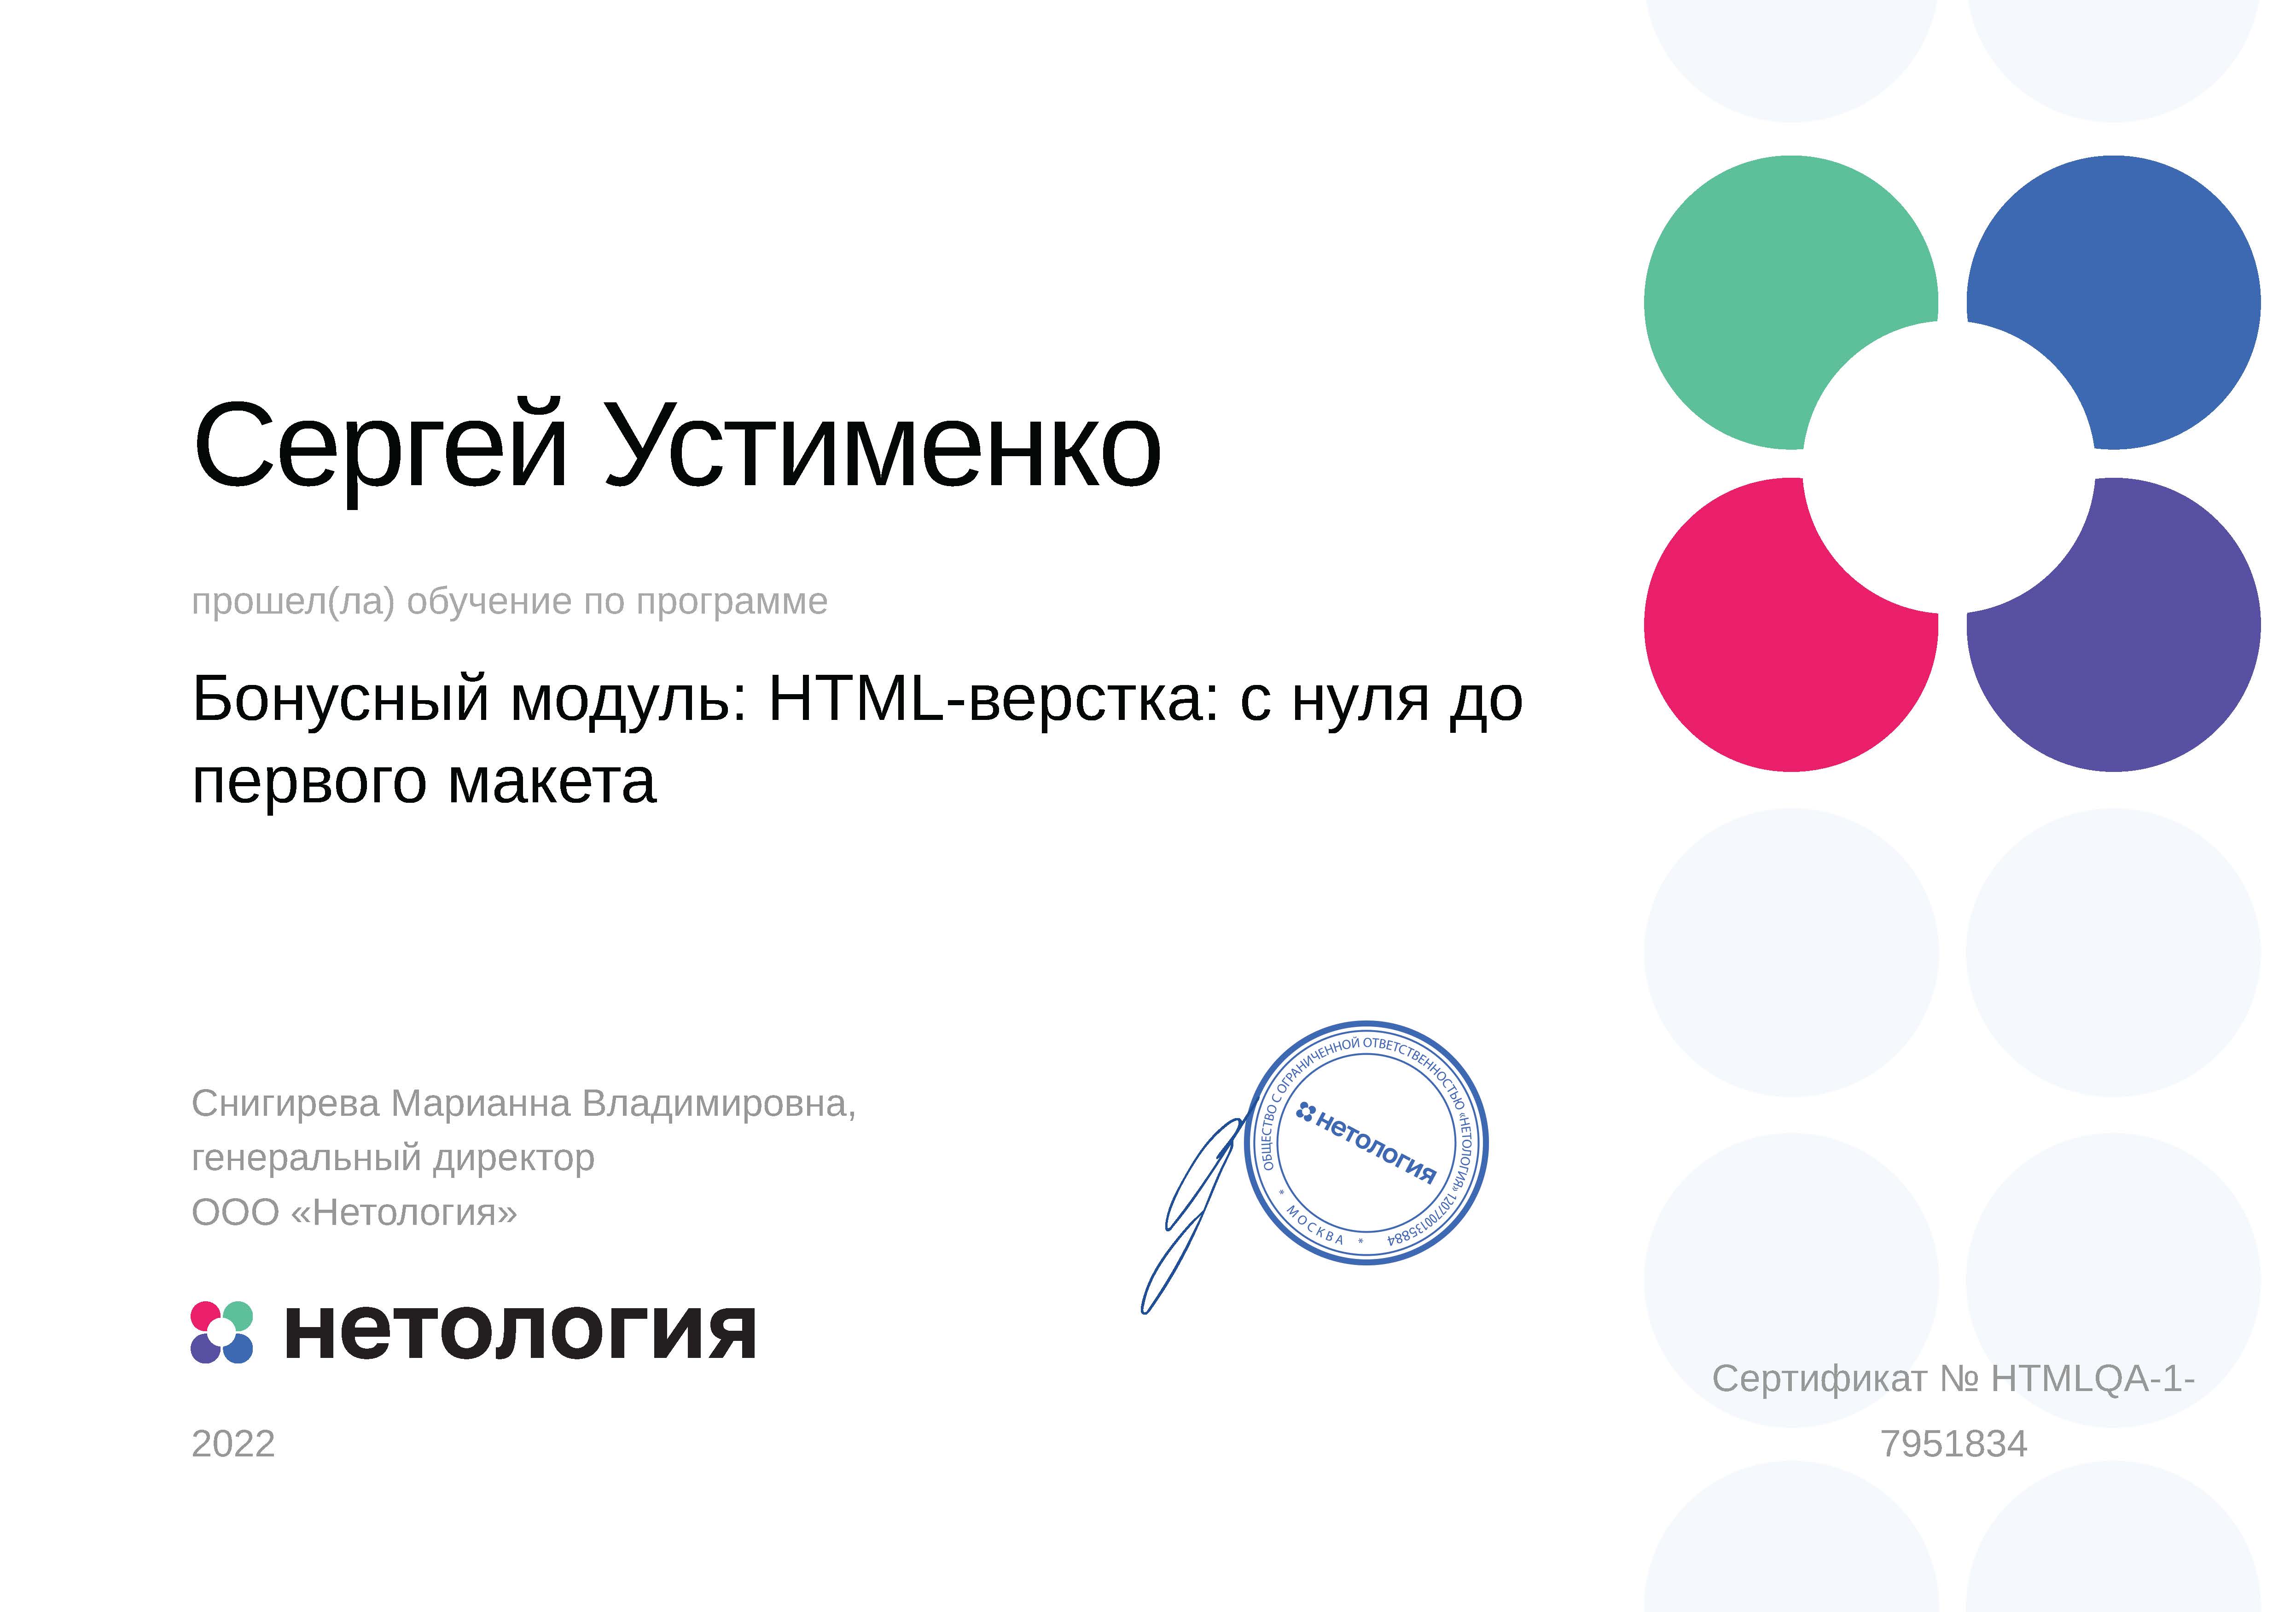 Сергей Устименко
прошел(ла) обучение по программе
Бонусный модуль: HTML-верстка: с нуля до
первого макета
Снигирева Марианна Владимировна,
генеральный директор
ООО «Нетология»
ОБЩЕСТВО С ОГРАНИЧЕННОЙ ОТВЕТСТВЕННОСТЬЮ «НЕТОЛОГИЯ» 1207700135884
* МОСКВА *
нетология
нетология
2022
Сертификат № HTMLQA-1-
7951834